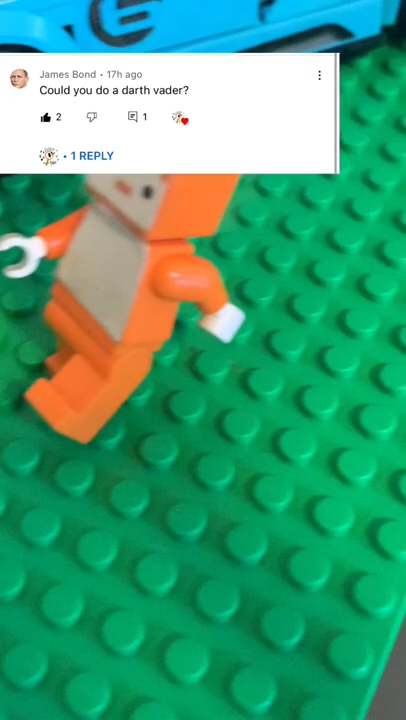 James Bond • 17h ago
Could you do a darth vader?
2
1
• 1 REPLY